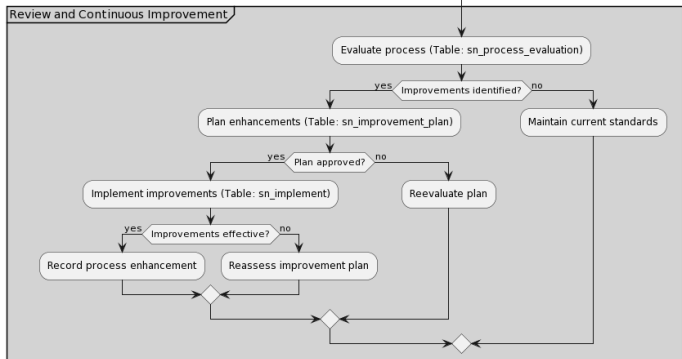 Review and Continuous Improvement
Evaluate process (Table: sn_process_evaluation)
yes
Improvements identified?
no
Plan enhancements (Table: sn_improvement_plan)
Maintain current standards
yes
Plan approved?
no
Implement improvements (Table: sn_implement)
Reevaluate plan
yes
Improvements effective?
no
Record process enhancement
Reassess improvement plan